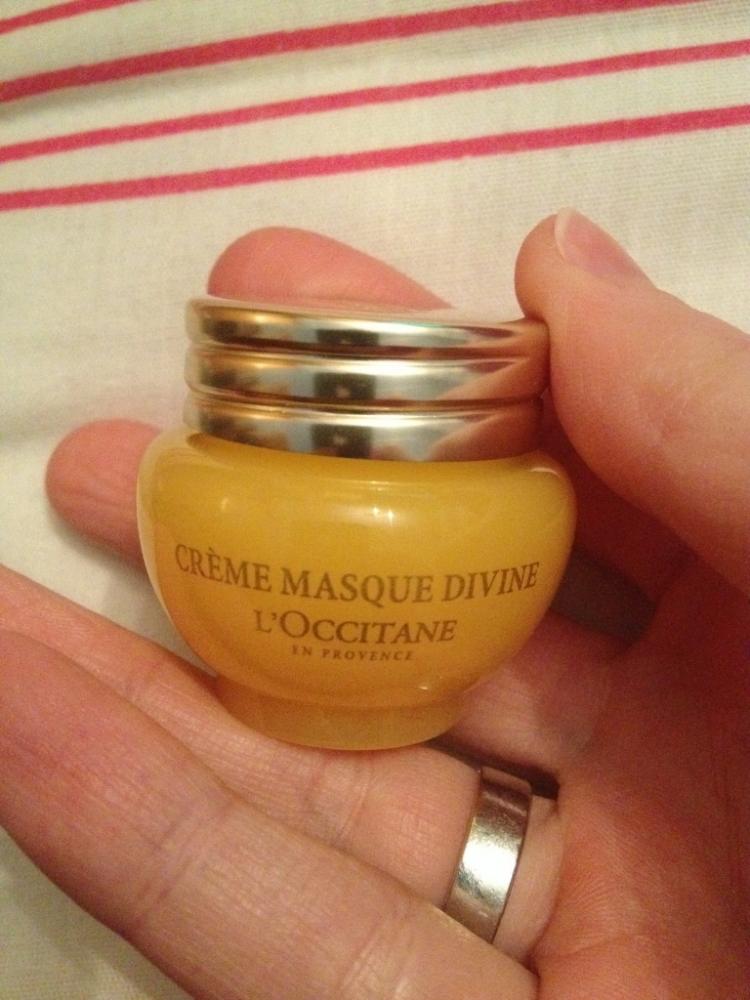 CRÈME MASQUE DIVINE
L'OCCITANE
EN PROVENCE